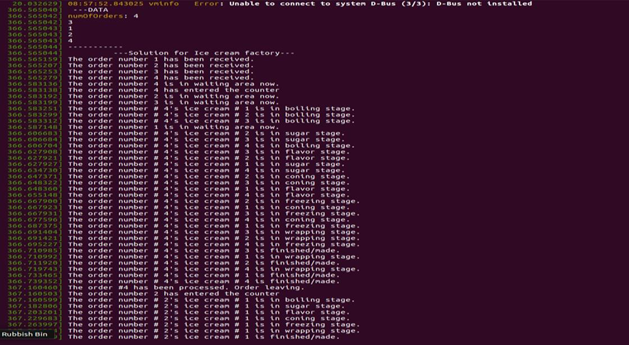 20.032629] 00:57:52.043025 vminfo Error: Unable to connect to system D-Bus (3/3): D-Bus not installed
366.565040] ---DATA
366.565042] numOfOrders: 4
366.565042] 3
366.565043] 1
366.565043] 2
366.565043] 4
366.565044] -----------
366.565044] ---Solution for Ice cream factory---
366.565159] The order number 1 has been received.
366.565207] The order number 2 has been received.
366.565253] The order number 3 has been received.
366.565279] The order number 4 has been received.
366.583136] The order number 4 is in waiting area now.
366.583138] The order number 4 has entered the counter
366.583192] The order number 2 is in waiting area now.
366.583199] The order number 3 is in waiting area now.
366.583251] The order number # 4's ice cream # 1 is in boiling stage.
366.583299] The order number # 4's ice cream # 2 is in boiling stage.
366.583312] The order number # 4's ice cream # 3 is in boiling stage.
366.587148] The order number 1 is in waiting area now.
366.606683] The order number # 4's ice cream # 2 is in sugar stage.
366.606684] The order number # 4's ice cream # 3 is in sugar stage.
366.606704] The order number # 4's ice cream # 4 is in boiling stage.
366.627908] The order number # 4's ice cream # 3 is in flavor stage.
366.627921] The order number # 4's ice cream # 2 is in flavor stage.
366.627927] The order number # 4's ice cream # 1 is in sugar stage.
366.634730] The order number # 4's ice cream # 4 is in sugar stage.
366.647371] The order number # 4's ice cream # 2 is in coning stage.
366.648322] The order number # 4's ice cream # 3 is in coning stage.
366.648360] The order number # 4's ice cream # 1 is in flavor stage.
366.655148] The order number # 4's ice cream # 4 is in flavor stage.
366.667900] The order number # 4's ice cream # 2 is in freezing stage.
366.667923] The order number # 4's ice cream # 1 is in coning stage.
366.667931] The order number # 4's ice cream # 3 is in freezing stage.
366.677596] The order number # 4's ice cream # 4 is in coning stage.
366.687375] The order number # 4's ice cream # 1 is in freezing stage.
366.691404] The order number # 4's ice cream # 3 is in wrapping stage.
366.691421] The order number # 4's ice cream # 2 is in wrapping stage.
366.695227] The order number # 4's ice cream # 4 is in freezing stage.
366.710985] The order number # 4's ice cream # 3 is finished/made.
366.710992] The order number # 4's ice cream # 1 is in wrapping stage.
366.711920] The order number # 4's ice cream # 2 is finished/made.
366.719743] The order number # 4's ice cream # 4 is in wrapping stage.
366.733465] The order number # 4's ice cream # 1 is finished/made.
366.739352] The order number # 4's ice cream # 4 is finished/made.
367.160460] The order #4 has been processed. Order leaving.
367.160503] The order number 2 has entered the counter
367.160599] The order number # 2's ice cream # 1 is in boiling stage.
367.182806] The order number # 2's ice cream # 1 is in sugar stage.
367.203201] The order number # 2's ice cream # 1 is in flavor stage.
367.229683] The order number # 2's ice cream # 1 is in coning stage.
367.263997] The order number # 2's ice cream # 1 is in freezing stage.
Rubbish Bin The order number # 2's ice cream # 1 is in wrapping stage.
The order number # 2's ice cream # 1 is finished/made.